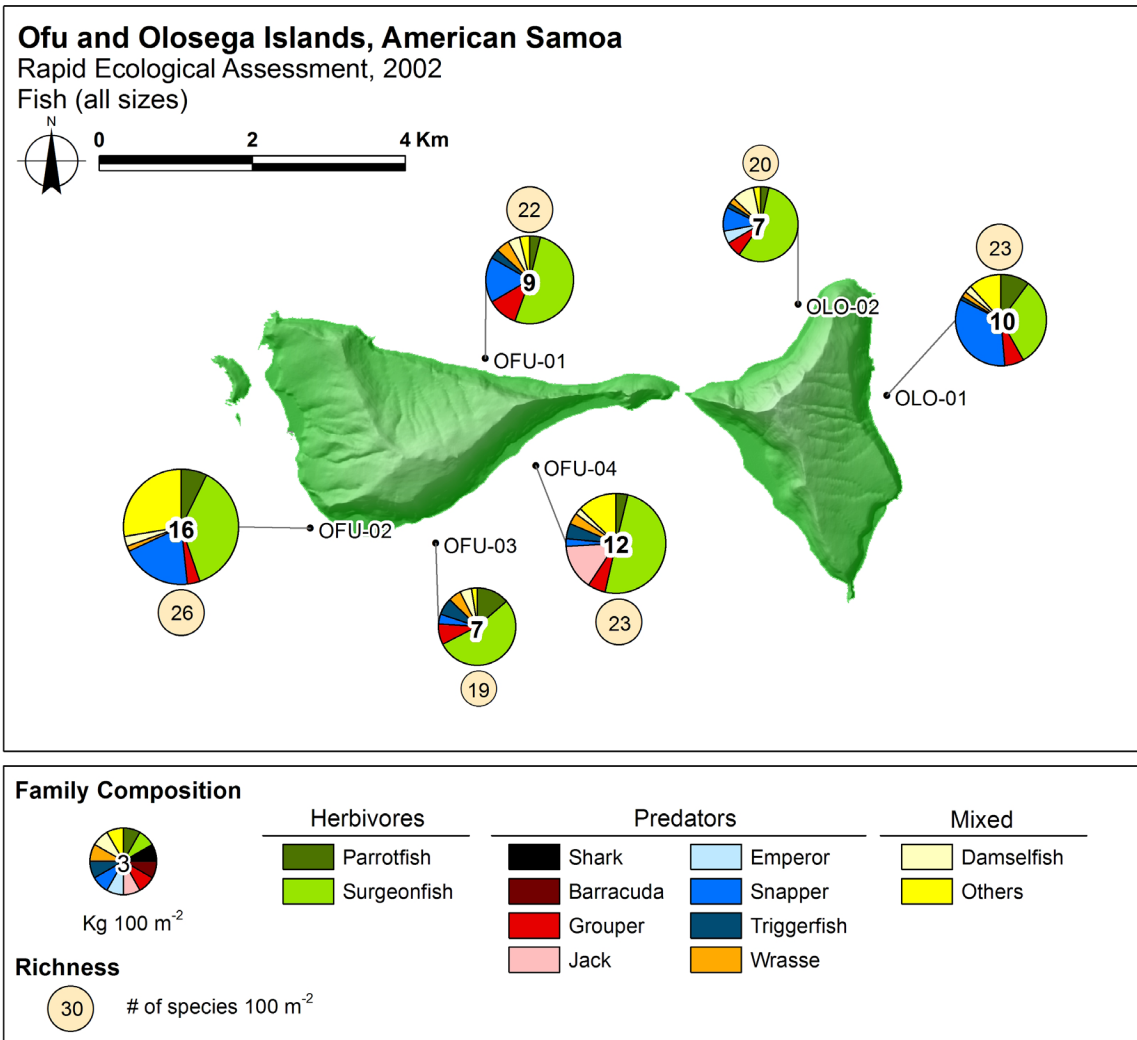 Ofu and Olosega Islands, American Samoa
Rapid Ecological Assessment, 2002
Fish (all sizes)
N
0 2 4 Km
20
22
23
7
9
10
OLO-02
OFU-01
OLO-01
OFU-04
16
OFU-02
OFU-03
12
26
7
23
19
Family Composition
Herbivores Predators Mixed
3
Parrotfish Shark Emperor Damselfish
Surgeonfish Barracuda Snapper Others
Kg 100 m⁻²
Grouper Triggerfish
Jack Wrasse
Richness
30 # of species 100 m⁻²